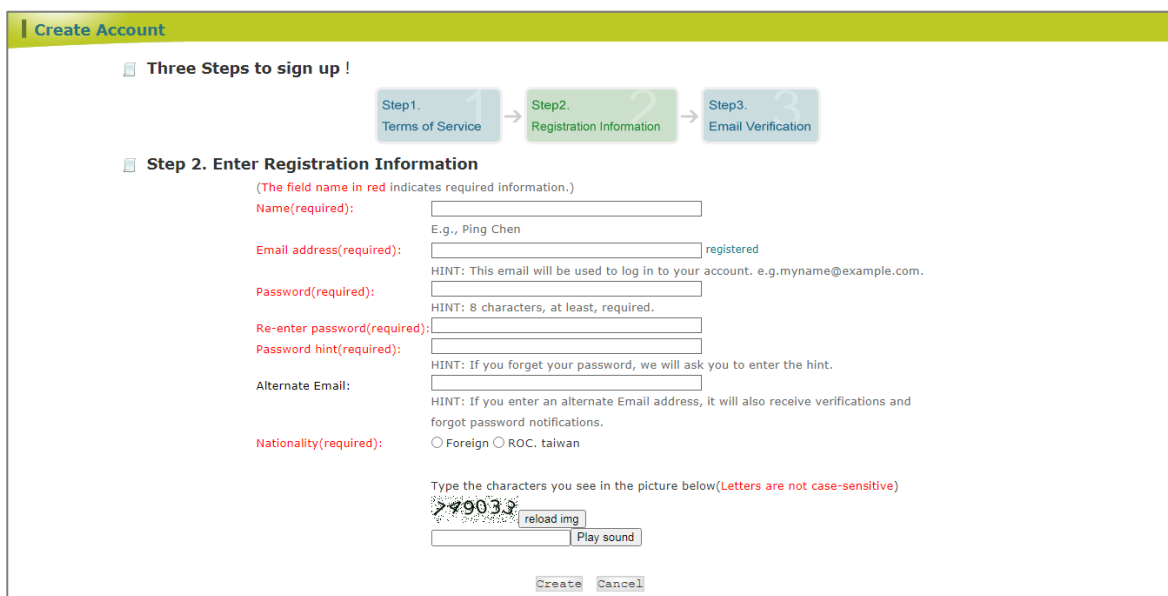 Create Account
Three Steps to sign up !
Step1.
Terms of Service
1
Step2.
Registration Information
2
Step3.
Email Verification
3
Step 2. Enter Registration Information
(The field name in red indicates required information.)
Name(required):
E.g., Ping Chen
Email address(required): registered
HINT: This email will be used to log in to your account. e.g.myname@example.com.
Password(required):
HINT: 8 characters, at least, required.
Re-enter password(required):
Password hint(required):
HINT: If you forget your password, we will ask you to enter the hint.
Alternate Email:
HINT: If you enter an alternate Email address, it will also receive verifications and
forgot password notifications.
Nationality(required): Foreign ROC. taiwan
Type the characters you see in the picture below(Letters are not case-sensitive)
749033 reload img
Play sound
Create Cancel